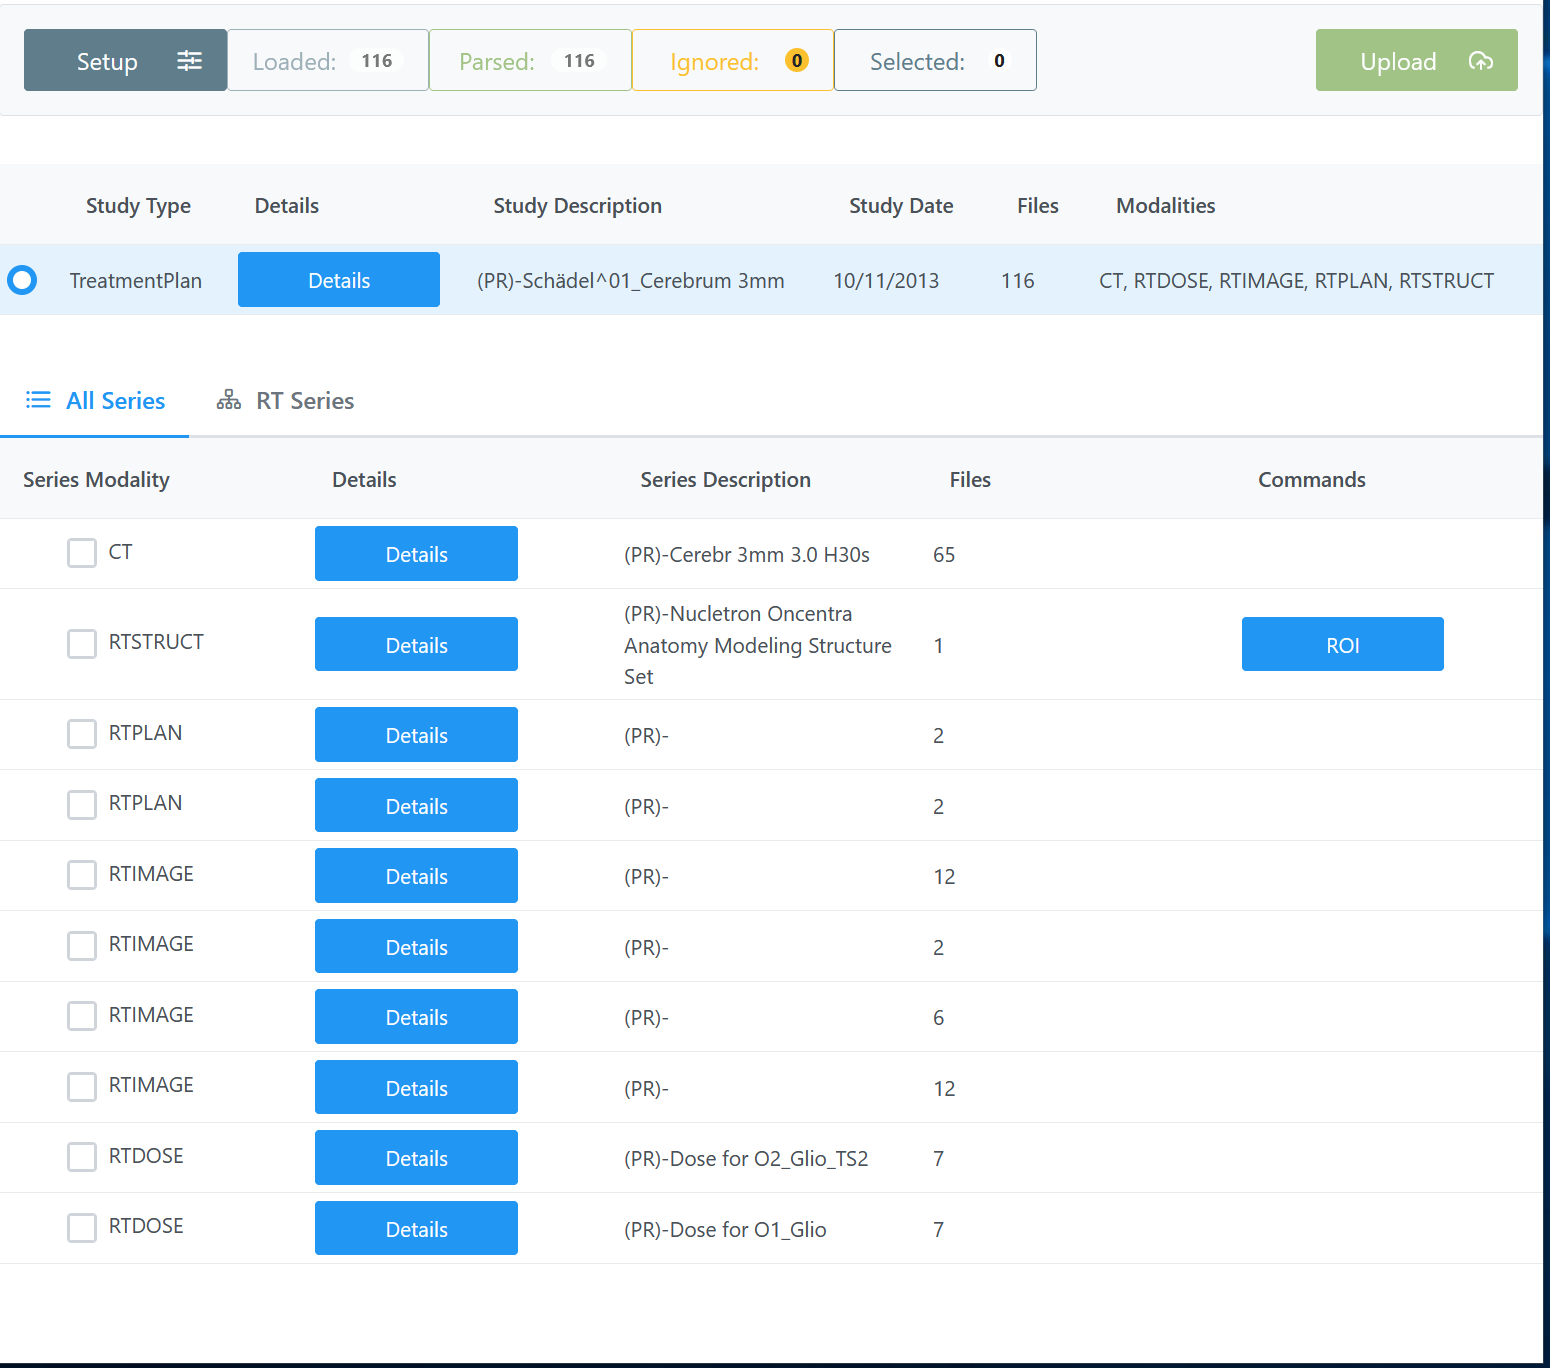 Setup Loaded: 116 Parsed: 116 Ignored: 0 Selected: 0 Upload
Study Type Details Study Description Study Date Files Modalities
TreatmentPlan Details (PR)-Schädel^01_Cerebrum 3mm 10/11/2013 116 CT, RTDOSE, RTIMAGE, RTPLAN, RTSTRUCT
All Series RT Series
Series Modality Details Series Description Files Commands
CT Details (PR)-Cerebr 3mm 3.0 H30s 65
(PR)-Nucletron Oncentra
RTSTRUCT Details Anatomy Modeling Structure 1 ROI
Set
RTPLAN Details (PR)- 2
RTPLAN Details (PR)- 2
RTIMAGE Details (PR)- 12
RTIMAGE Details (PR)- 2
RTIMAGE Details (PR)- 6
RTIMAGE Details (PR)- 12
RTDOSE Details (PR)-Dose for O2_Glio_TS2 7
RTDOSE Details (PR)-Dose for O1_Glio 7